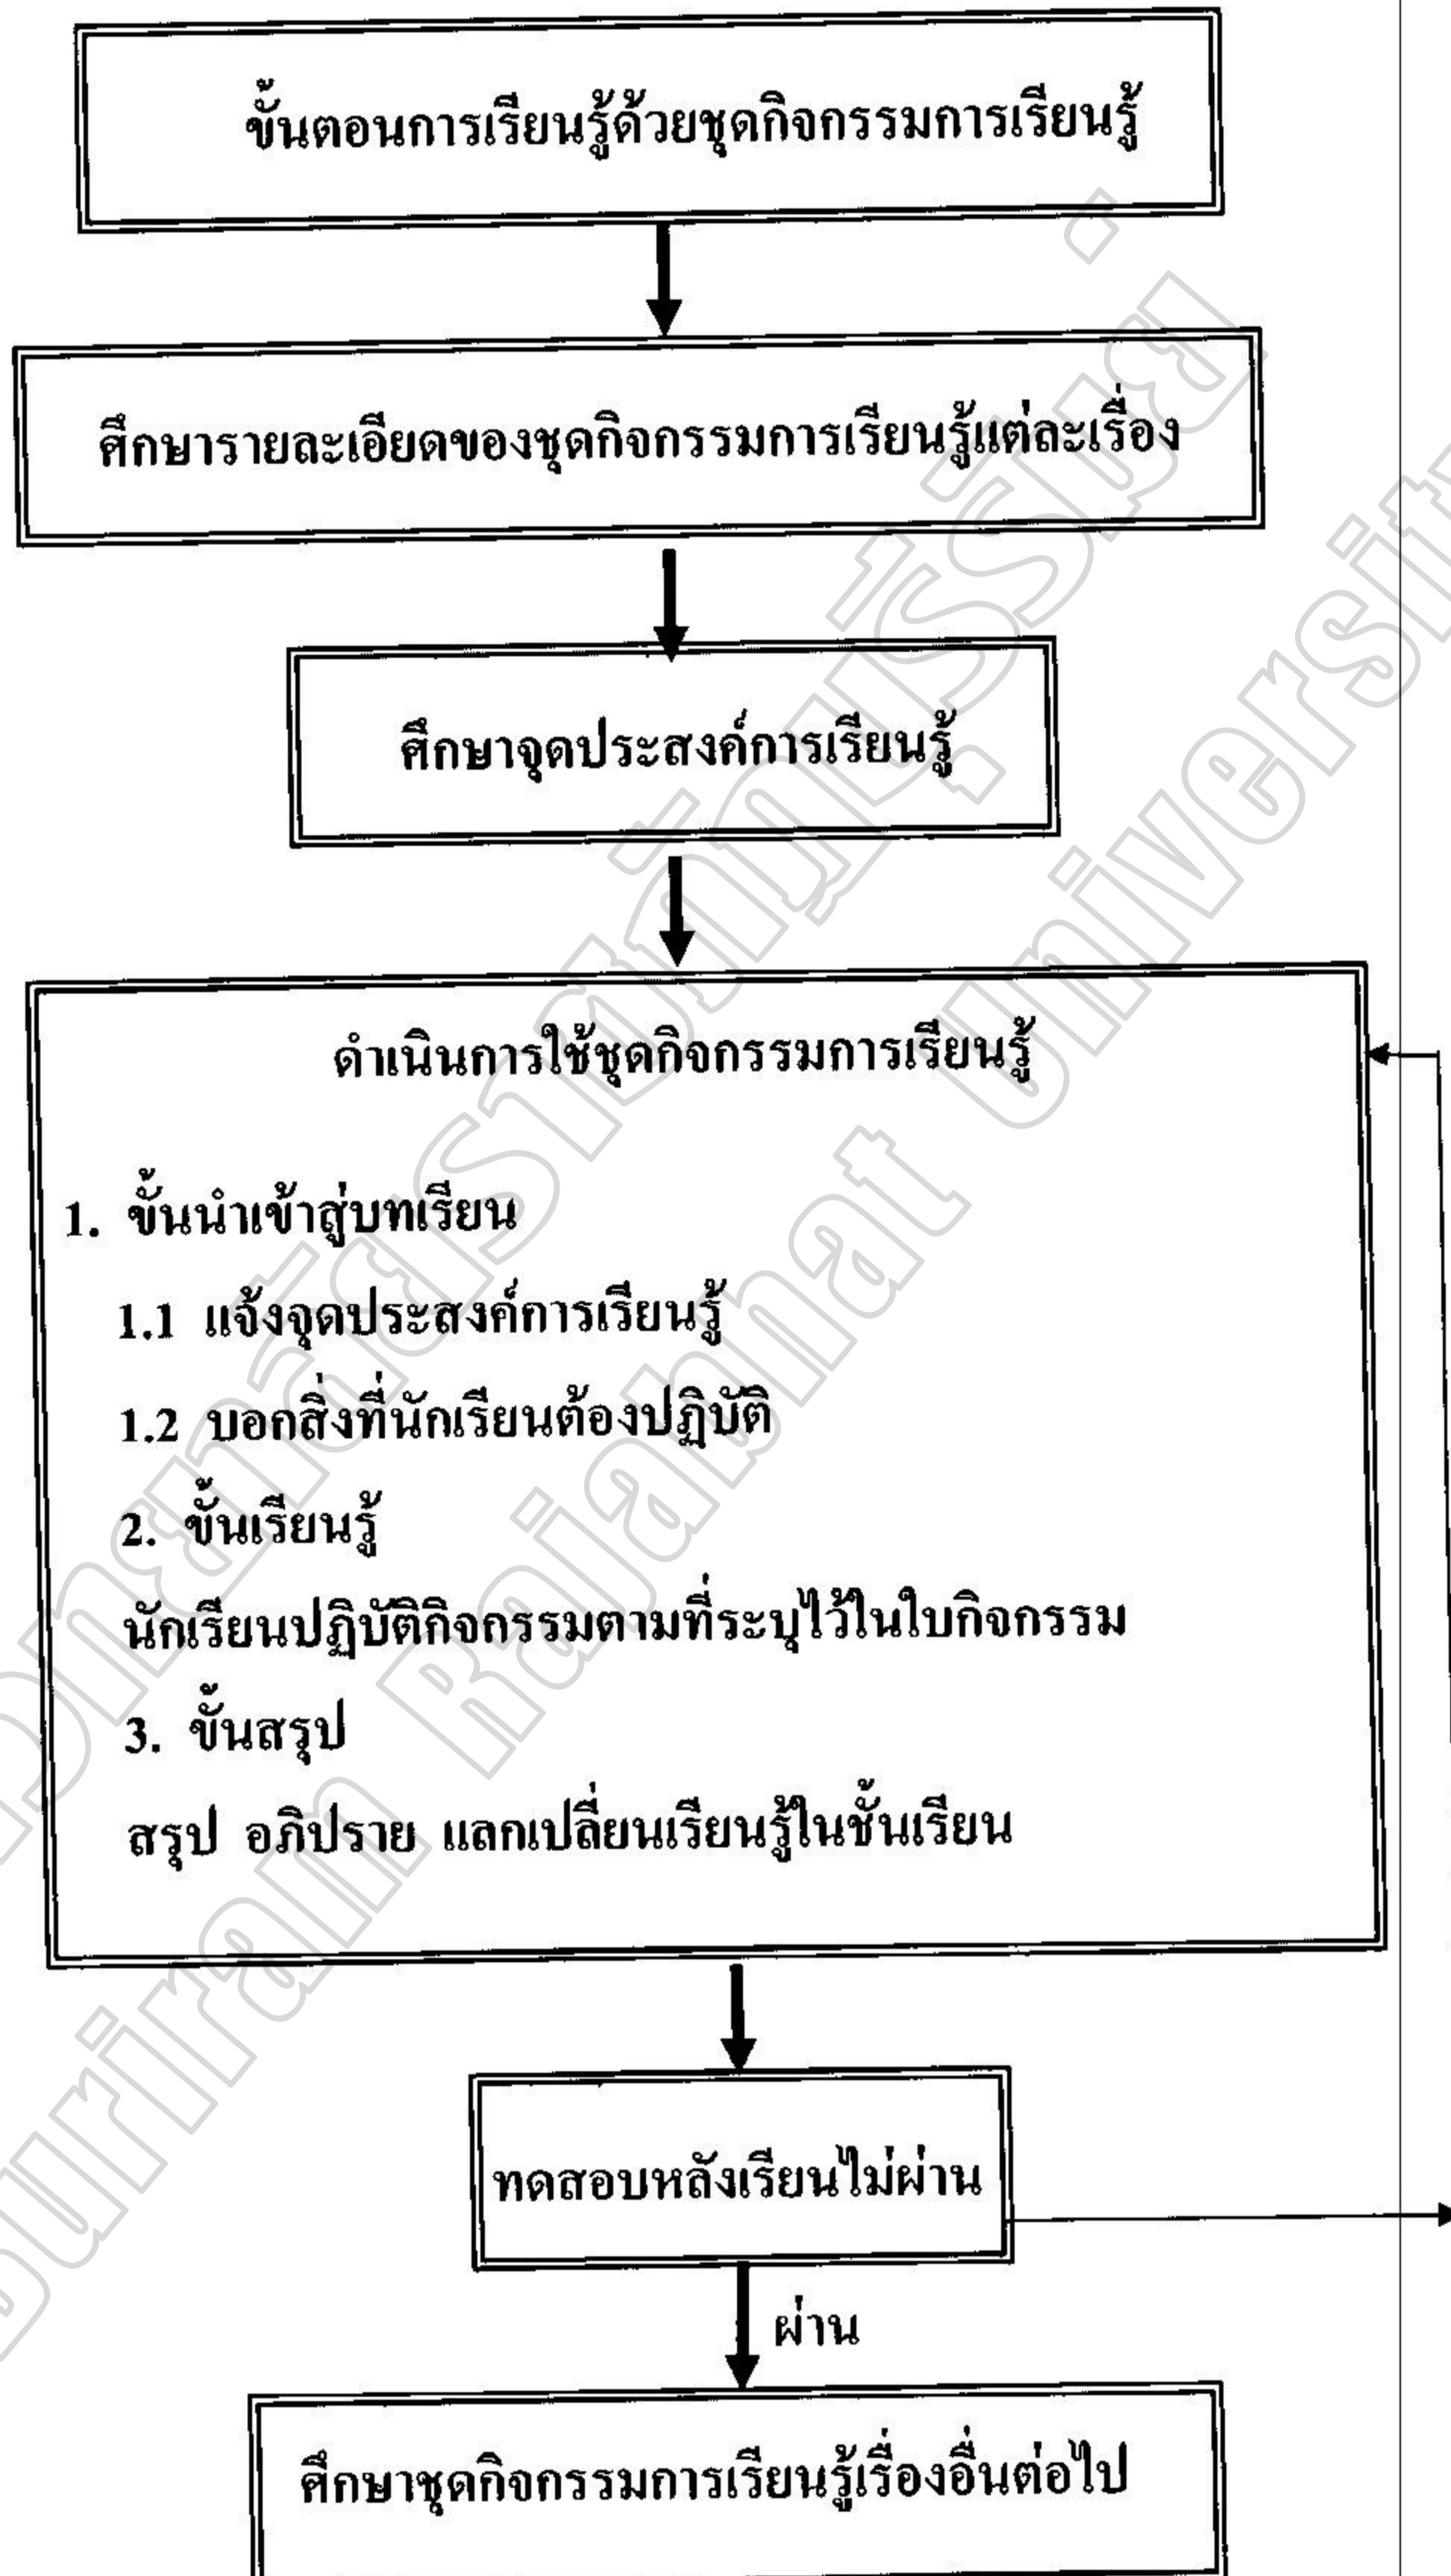 ขั้นตอนการเรียนรู้ด้วยชุดกิจกรรมการเรียนรู้
ศึกษารายละเอียดของชุดกิจกรรมการเรียนรู้แต่ละเรื่อง
ศึกษาจุดประสงค์การเรียนรู้
ดำเนินการใช้ชุดกิจกรรมการเรียนรู้
1. ขั้นนำเข้าสู่บทเรียน
1.1 แจ้งจุดประสงค์การเรียนรู้
1.2 บอกสิ่งที่นักเรียนต้องปฏิบัติ
2. ขั้นเรียนรู้
นักเรียนปฏิบัติกิจกรรมตามที่ระบุไว้ในใบกิจกรรม
3. ขั้นสรุป
สรุป อภิปราย แลกเปลี่ยนเรียนรู้ในชั้นเรียน
ทดสอบหลังเรียนไม่ผ่าน
ผ่าน
ศึกษาชุดกิจกรรมการเรียนรู้เรื่องอื่นต่อไป
Buriram Rajabhat University